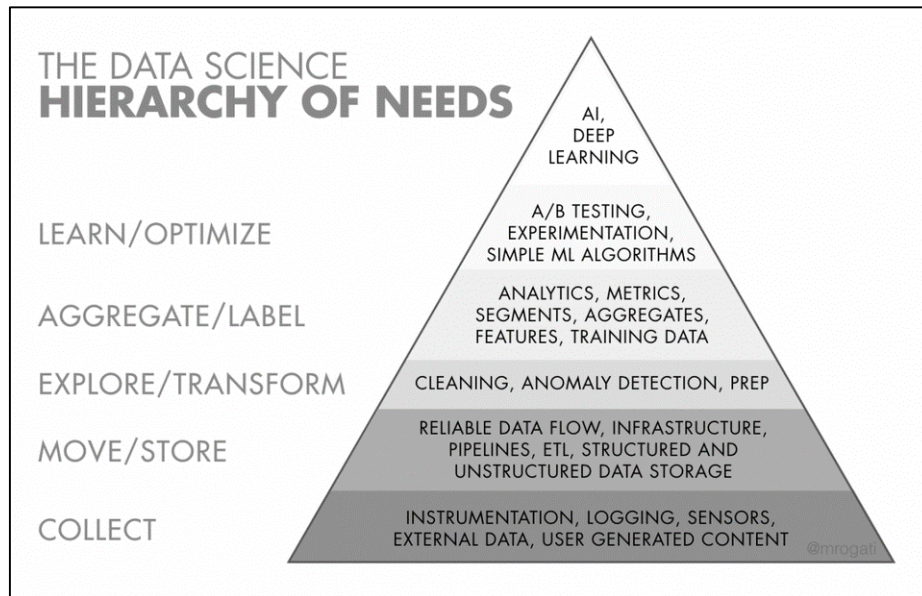 THE DATA SCIENCE
HIERARCHY OF NEEDS
AI,
DEEP
LEARNING
LEARN/OPTIMIZE
A/B TESTING,
EXPERIMENTATION,
SIMPLE ML ALGORITHMS
AGGREGATE/LABEL
ANALYTICS, METRICS,
SEGMENTS, AGGREGATES,
FEATURES, TRAINING DATA
EXPLORE/TRANSFORM
CLEANING, ANOMALY DETECTION, PREP
MOVE/STORE
RELIABLE DATA FLOW, INFRASTRUCTURE,
PIPELINES, ETL, STRUCTURED AND
UNSTRUCTURED DATA STORAGE
COLLECT
INSTRUMENTATION, LOGGING, SENSORS,
EXTERNAL DATA, USER GENERATED CONTENT
@mrogati